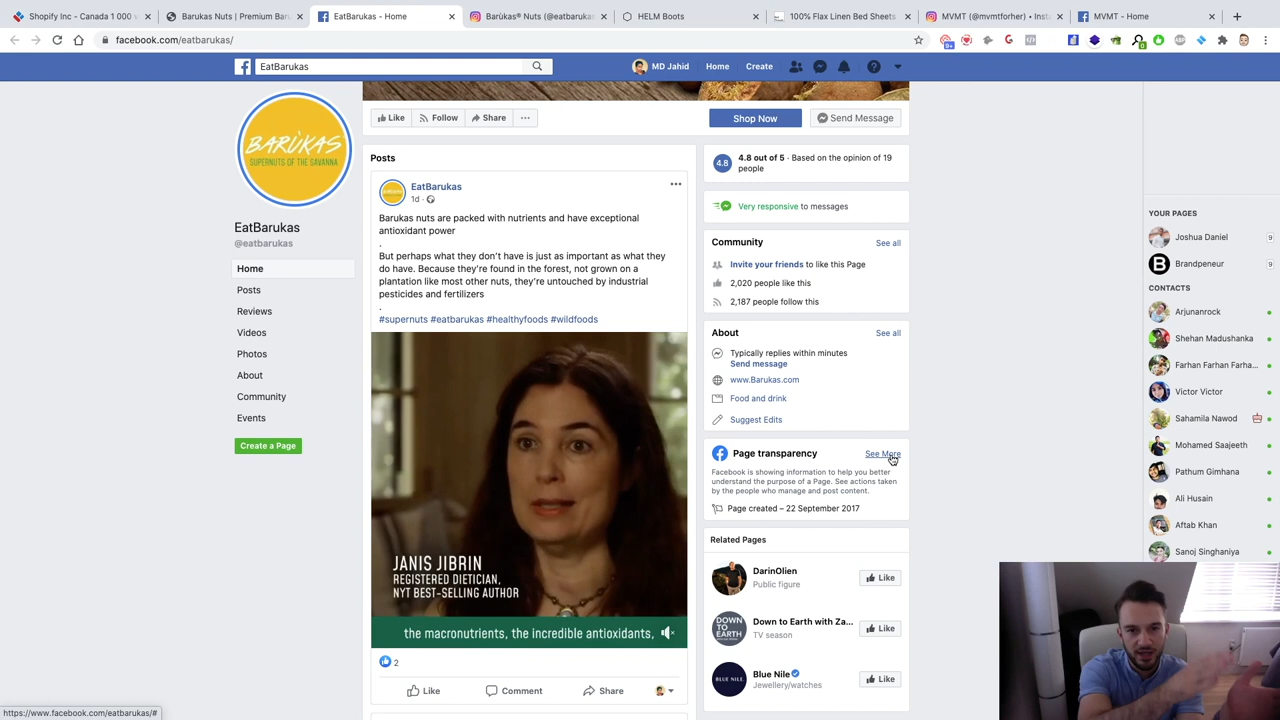 Shopify Inc - Canada 1 000
Barukas Nuts | Premium Bar
EatBarukas - Home
Barùkas® Nuts (@eatbarukas
HELM Boots
100% Flax Linen Bed Sheets
MVMT (@mvmtforher) • Inst
MVMT - Home
facebook.com/eatbarukas/
EatBarukas
MD Jahid
Home
Create
BARÙKAS
SUPERNUTS OF THE SAVANNA
EatBarukas
@eatbarukas
Home
Posts
Reviews
Videos
Photos
About
Community
Events
Create a Page
Like
Follow
Share
Shop Now
Send Message
Posts
EatBarukas
1d ·
Barukas nuts are packed with nutrients and have exceptional
antioxidant power
.
But perhaps what they don't have is just as important as what they
do have. Because they're found in the forest, not grown on a
plantation like most other nuts, they're untouched by industrial
pesticides and fertilizers
.
#supernuts #eatbarukas #healthyfoods #wildfoods
JANIS JIBRIN
REGISTERED DIETICIAN,
NYT BEST-SELLING AUTHOR
the macronutrients, the incredible antioxidants,
2
Like
Comment
Share
4.8
4.8 out of 5 · Based on the opinion of 19
people
Very responsive to messages
Community
See all
Invite your friends to like this Page
2,020 people like this
2,187 people follow this
About
See all
Typically replies within minutes
Send message
www.Barukas.com
Food and drink
Suggest Edits
Page transparency
See More
Facebook is showing information to help you better
understand the purpose of a Page. See actions taken
by the people who manage and post content.
Page created – 22 September 2017
Related Pages
DarinOlien
Public figure
Like
DOWN
TO
EARTH
Down to Earth with Za...
TV season
Like
BLUE NILE
Blue Nile
Jewellery/watches
Like
YOUR PAGES
Joshua Daniel
9
Brandpeneur
9
CONTACTS
Arjunanrock
Shehan Madushanka
Farhan Farhan Farha...
Victor Victor
Sahamila Nawod
Mohamed Saajeeth
Pathum Gimhana
Ali Husain
Aftab Khan
Sanoj Singhaniya
https://www.facebook.com/eatbarukas/#